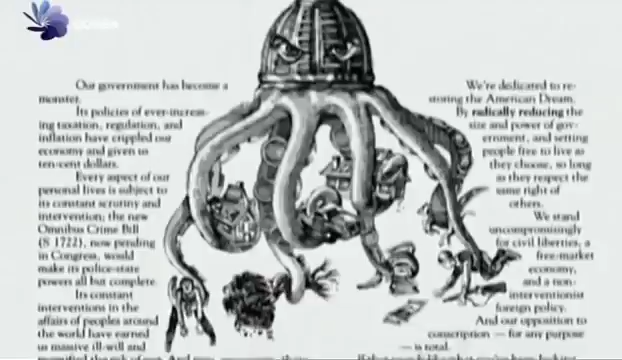 Our government has become a
monster.
Its policies of ever-increas-
ing taxation, regulation, and
inflation have crippled our
economy and given us
ten-cent dollars.
Every aspect of our
personal lives is subject to
its constant scrutiny and
intervention; the new
Omnibus Crime Bill
(S 1722), now pending
in Congress, would
make its police-state
powers all but complete.
Its constant
interventions in the
affairs of peoples around
the world have earned
us massive ill-will and
We're dedicated to re-
storing the American Dream.
By radically reducing the
size and power of gov-
ernment, and setting
people free to live as
they choose, so long
as they respect the
same right of
others.
We stand
uncompromisingly
for civil liberties, a
free-market
economy,
and a non-
interventionist
foreign policy.
And our opposition to
conscription — for any purpose
— is total.